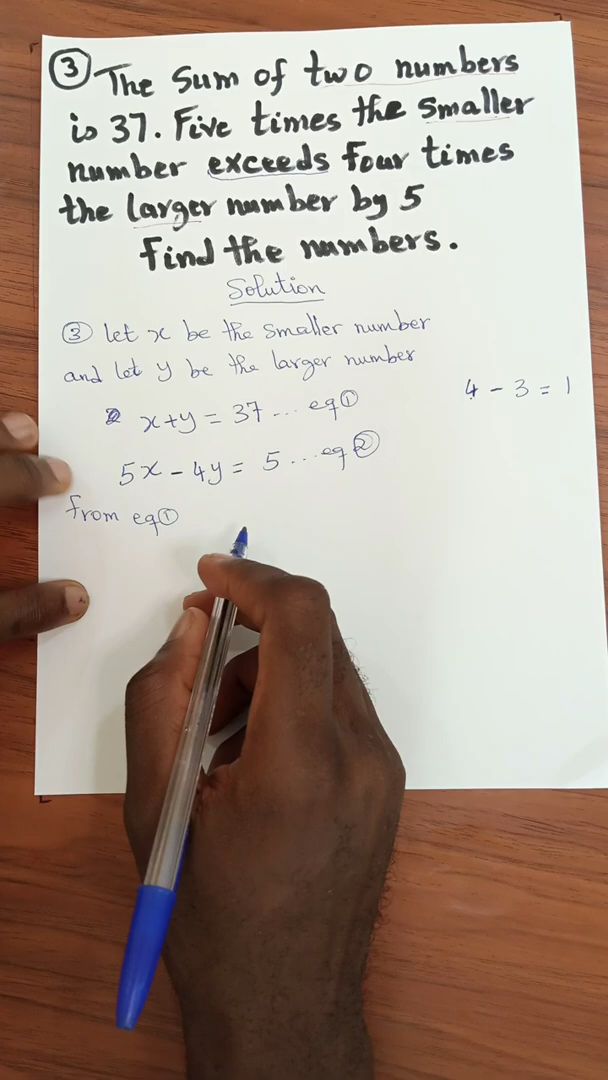 ③ The Sum of two numbers
is 37. Five times the smaller
number exceeds four times
the larger number by 5
Find the numbers.
Solution
③ let x be the smaller number
and let y be the larger number
x+y = 37 ... eq①
4 - 3 = 1
5x - 4y = 5 ... eq②
from eq①